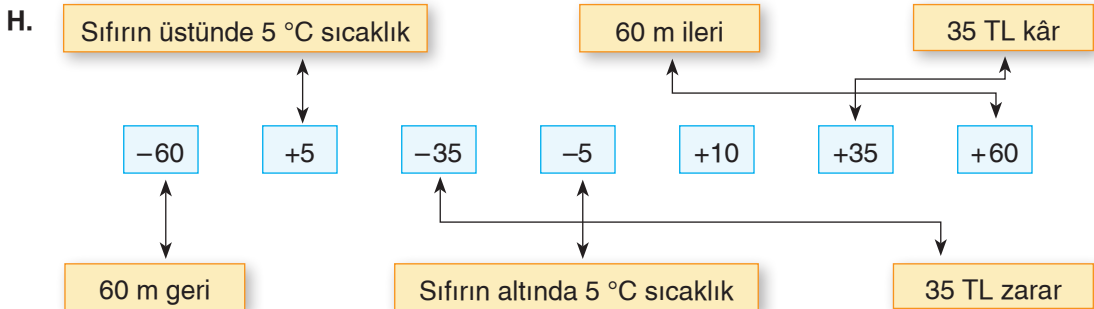 H. Sıfırın üstünde 5 °C sıcaklık 60 m ileri 35 TL kâr
–60 +5 –35 –5 +10 +35 +60
60 m geri Sıfırın altında 5 °C sıcaklık 35 TL zarar